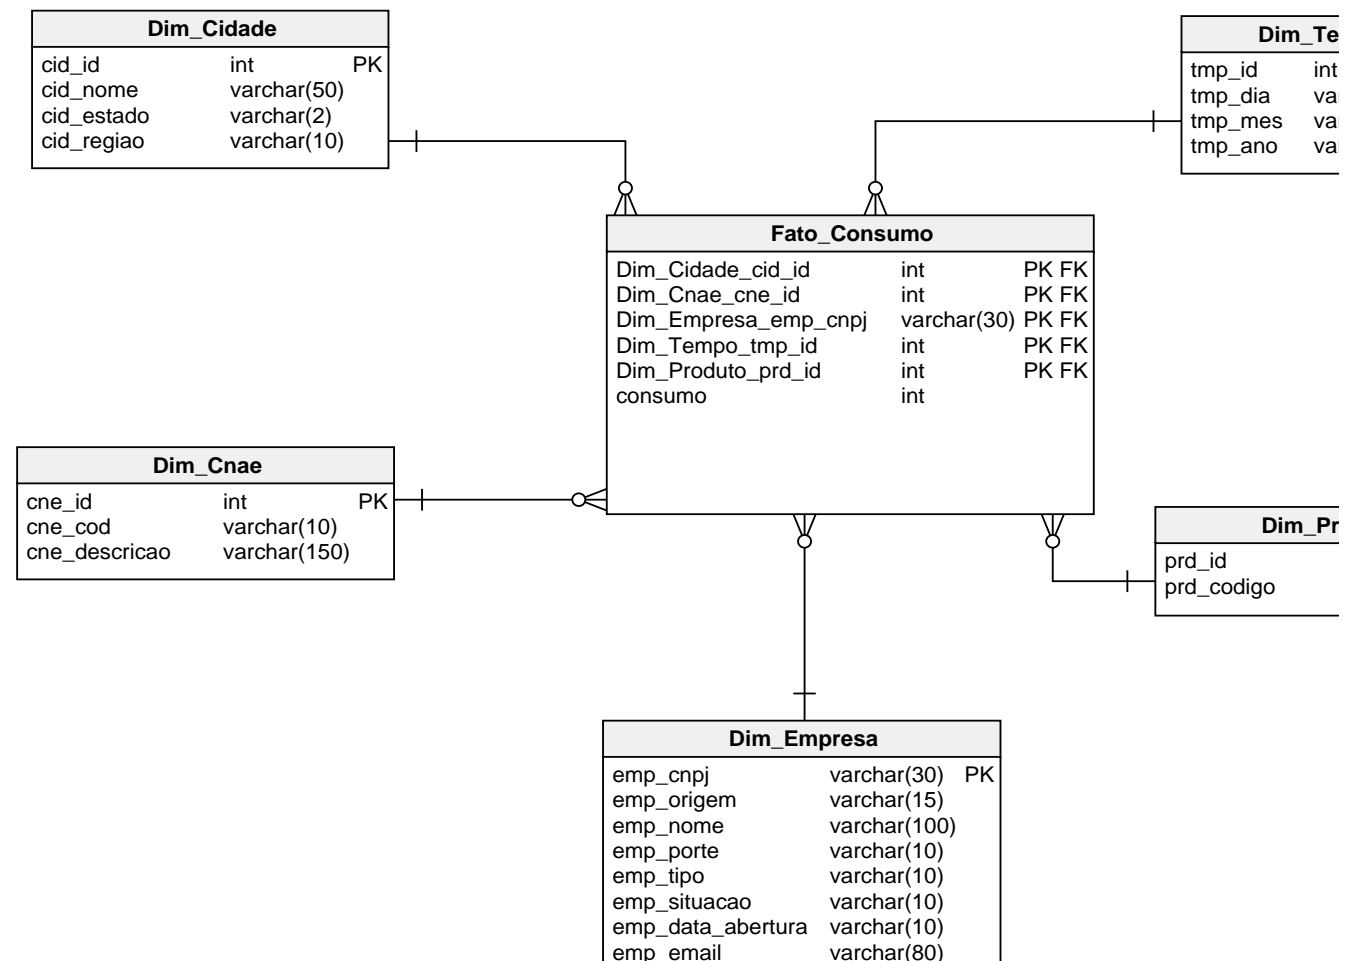 Dim_Cidade
cid_id int PK
cid_nome varchar(50)
cid_estado varchar(2)
cid_regiao varchar(10)
Dim_Te
tmp_id int
tmp_dia va
tmp_mes va
tmp_ano va
Fato_Consumo
Dim_Cidade_cid_id int PK FK
Dim_Cnae_cne_id int PK FK
Dim_Empresa_emp_cnpj varchar(30) PK FK
Dim_Tempo_tmp_id int PK FK
Dim_Produto_prd_id int PK FK
consumo int
Dim_Cnae
cne_id int PK
cne_cod varchar(10)
cne_descricao varchar(150)
Dim_Pr
prd_id
prd_codigo
Dim_Empresa
emp_cnpj varchar(30) PK
emp_origem varchar(15)
emp_nome varchar(100)
emp_porte varchar(10)
emp_tipo varchar(10)
emp_situacao varchar(10)
emp_data_abertura varchar(10)
emp_email varchar(80)